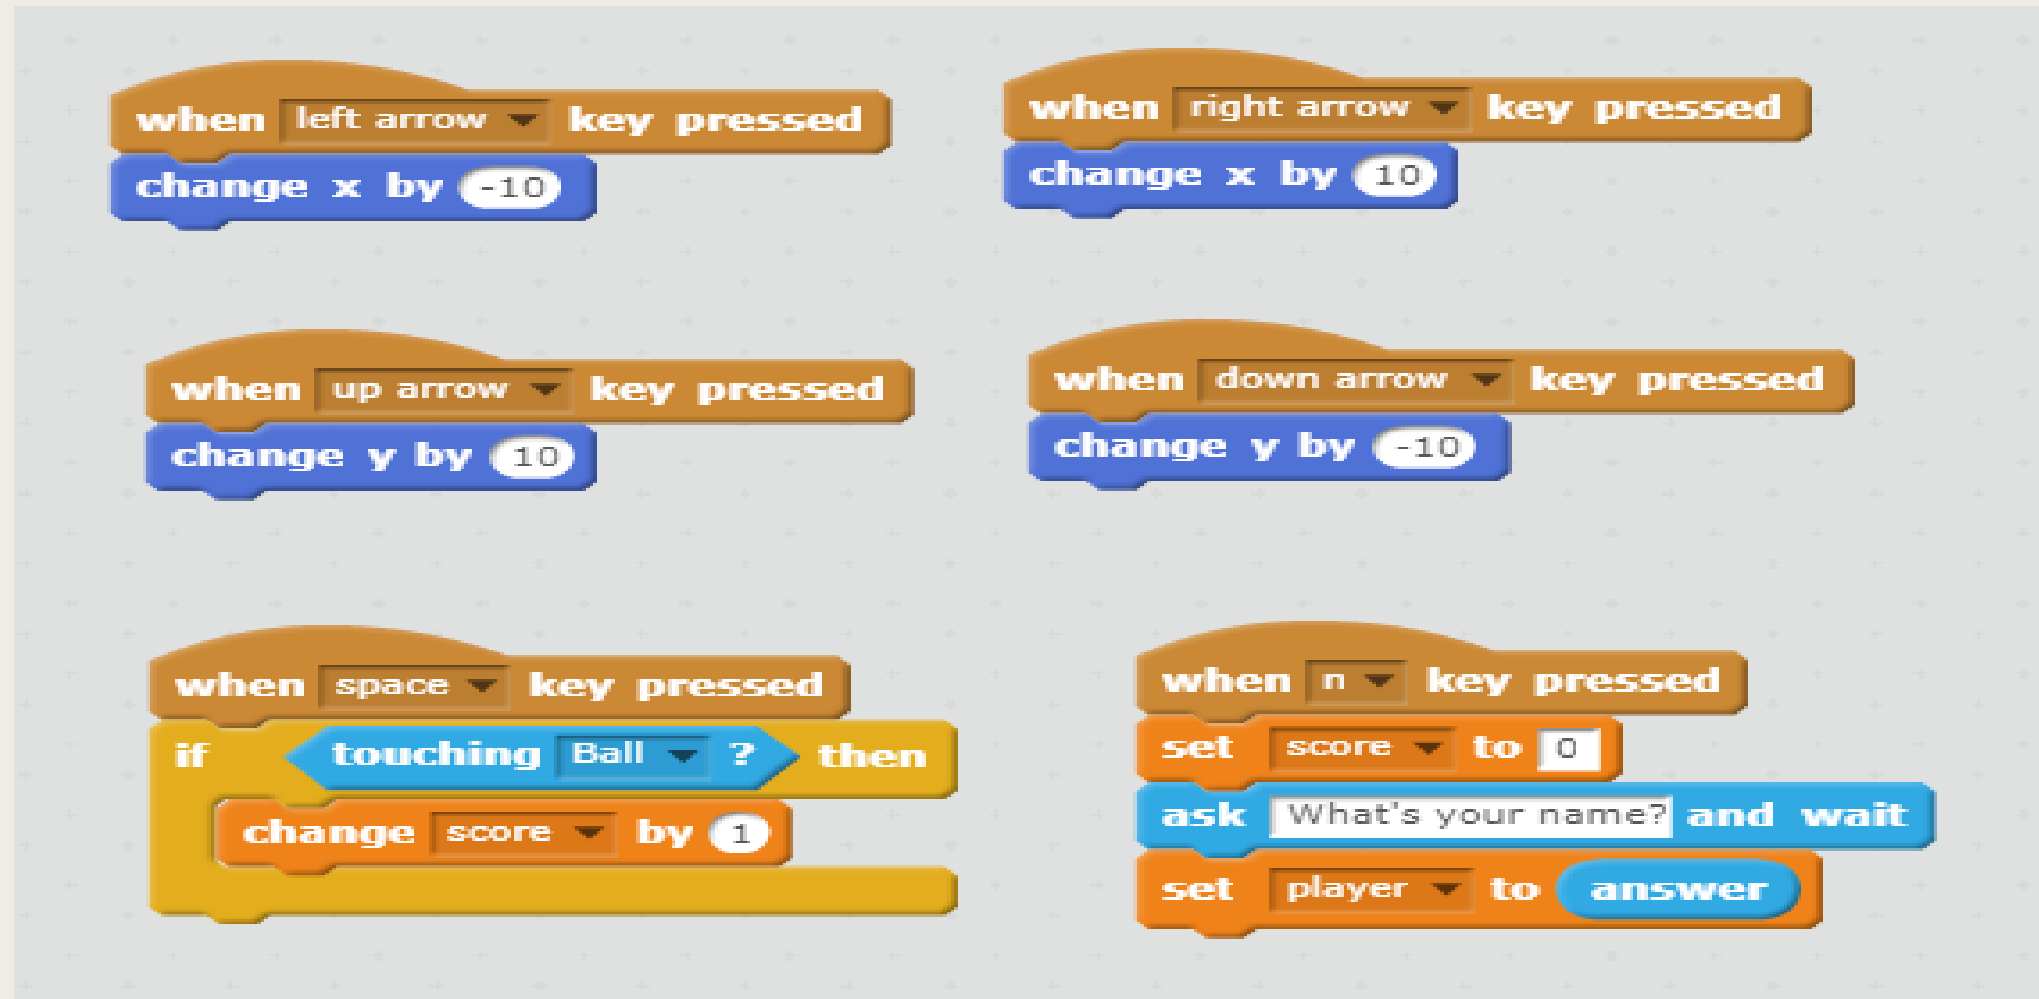 when left arrow key pressed
change x by -10
when right arrow key pressed
change x by 10
when up arrow key pressed
change y by 10
when down arrow key pressed
change y by -10
when space key pressed
if touching Ball ? then
change score by 1
when n key pressed
set score to 0
ask What's your name? and wait
set player to answer